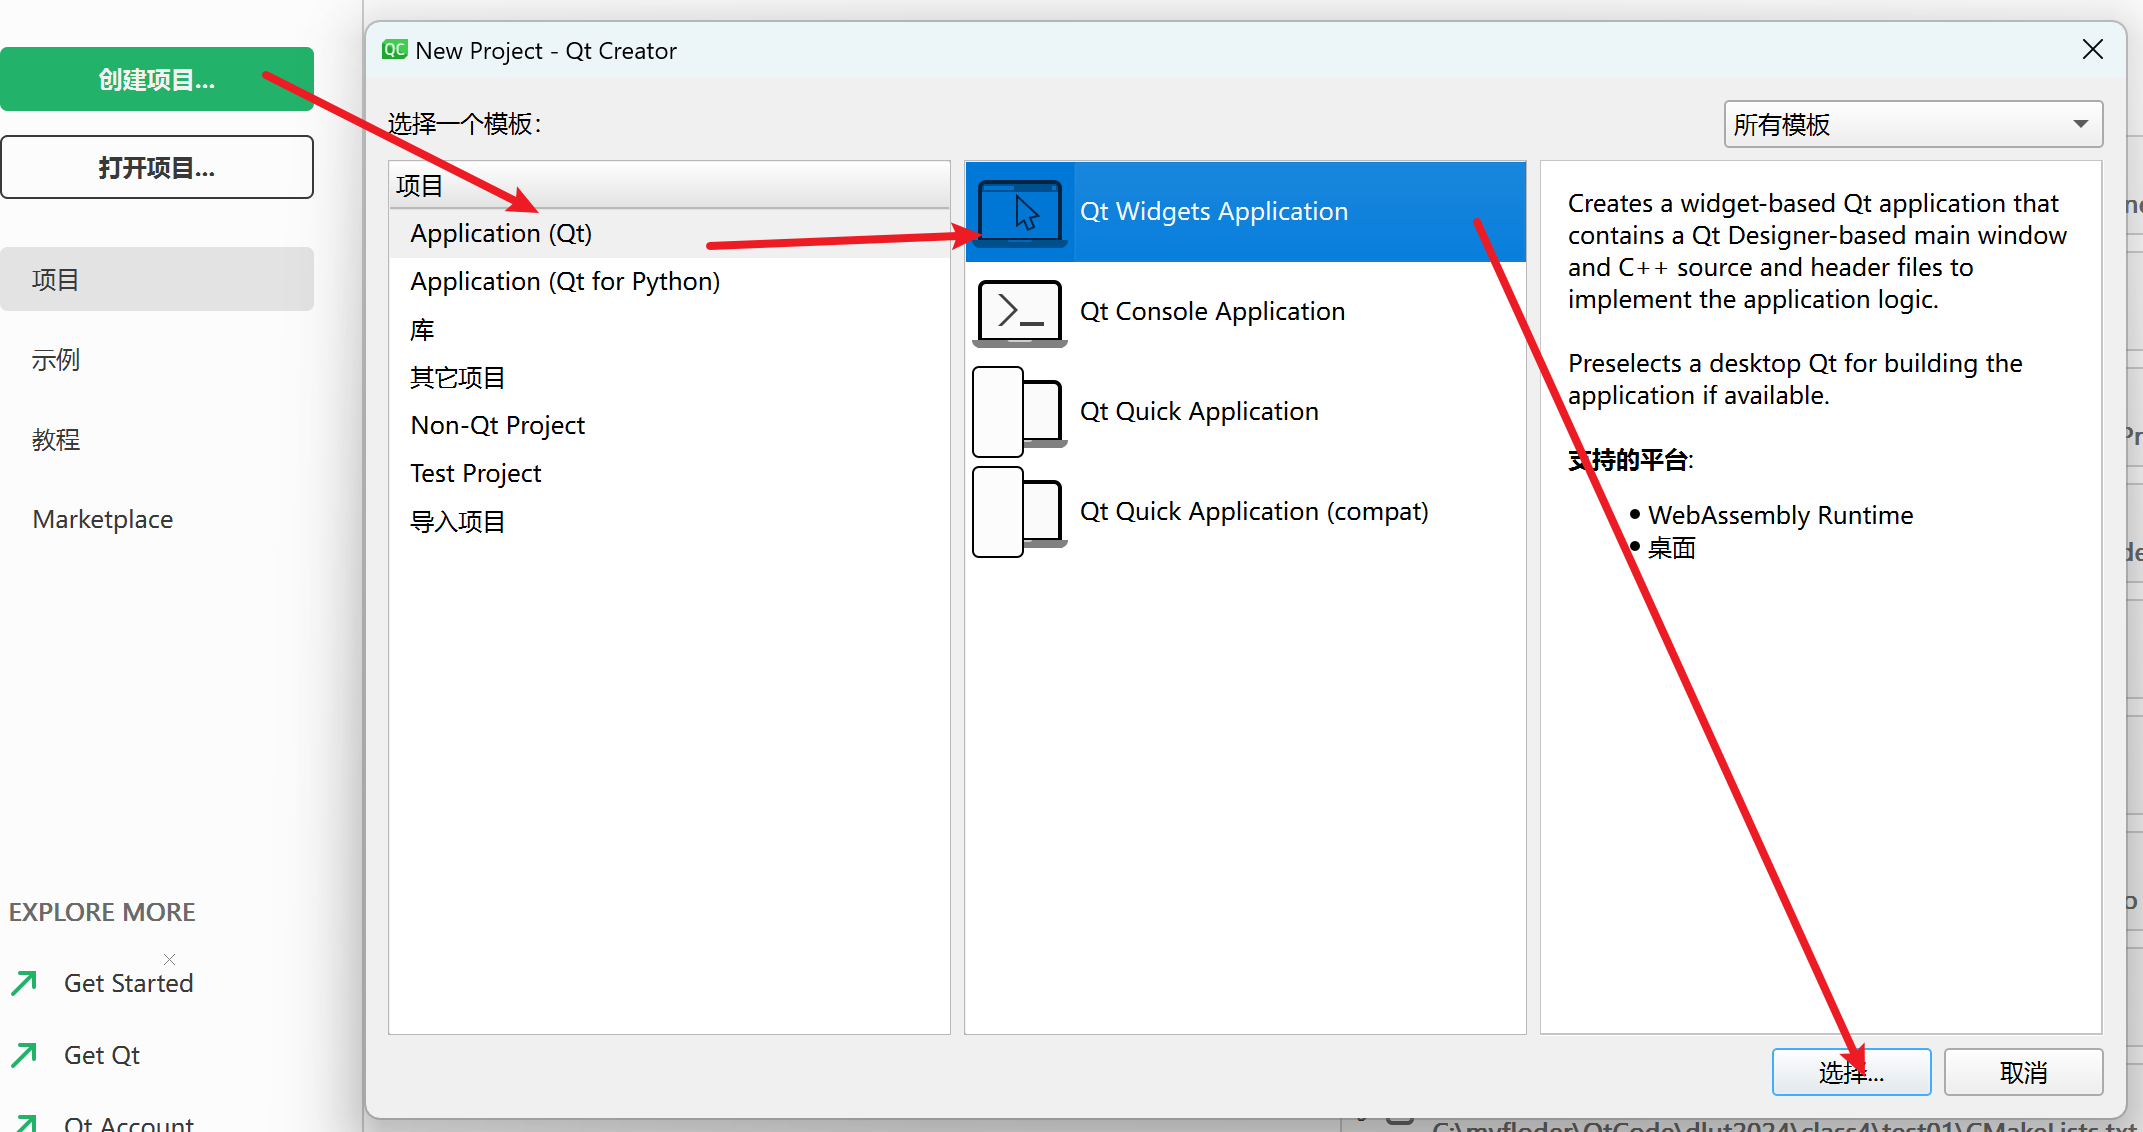 创建项目...
打开项目...
项目
示例
教程
Marketplace
EXPLORE MORE
Get Started
Get Qt
Qt Account
QC New Project - Qt Creator
选择一个模板:
所有模板
项目
Application (Qt)
Application (Qt for Python)
库
其它项目
Non-Qt Project
Test Project
导入项目
Qt Widgets Application
Qt Console Application
Qt Quick Application
Qt Quick Application (compat)
Creates a widget-based Qt application that
contains a Qt Designer-based main window
and C++ source and header files to
implement the application logic.
Preselects a desktop Qt for building the
application if available.
支持的平台:
WebAssembly Runtime
桌面
选择...
取消
C:\myfloder\QtCode\dlut2024\class4\test01\CMakeLists.txt